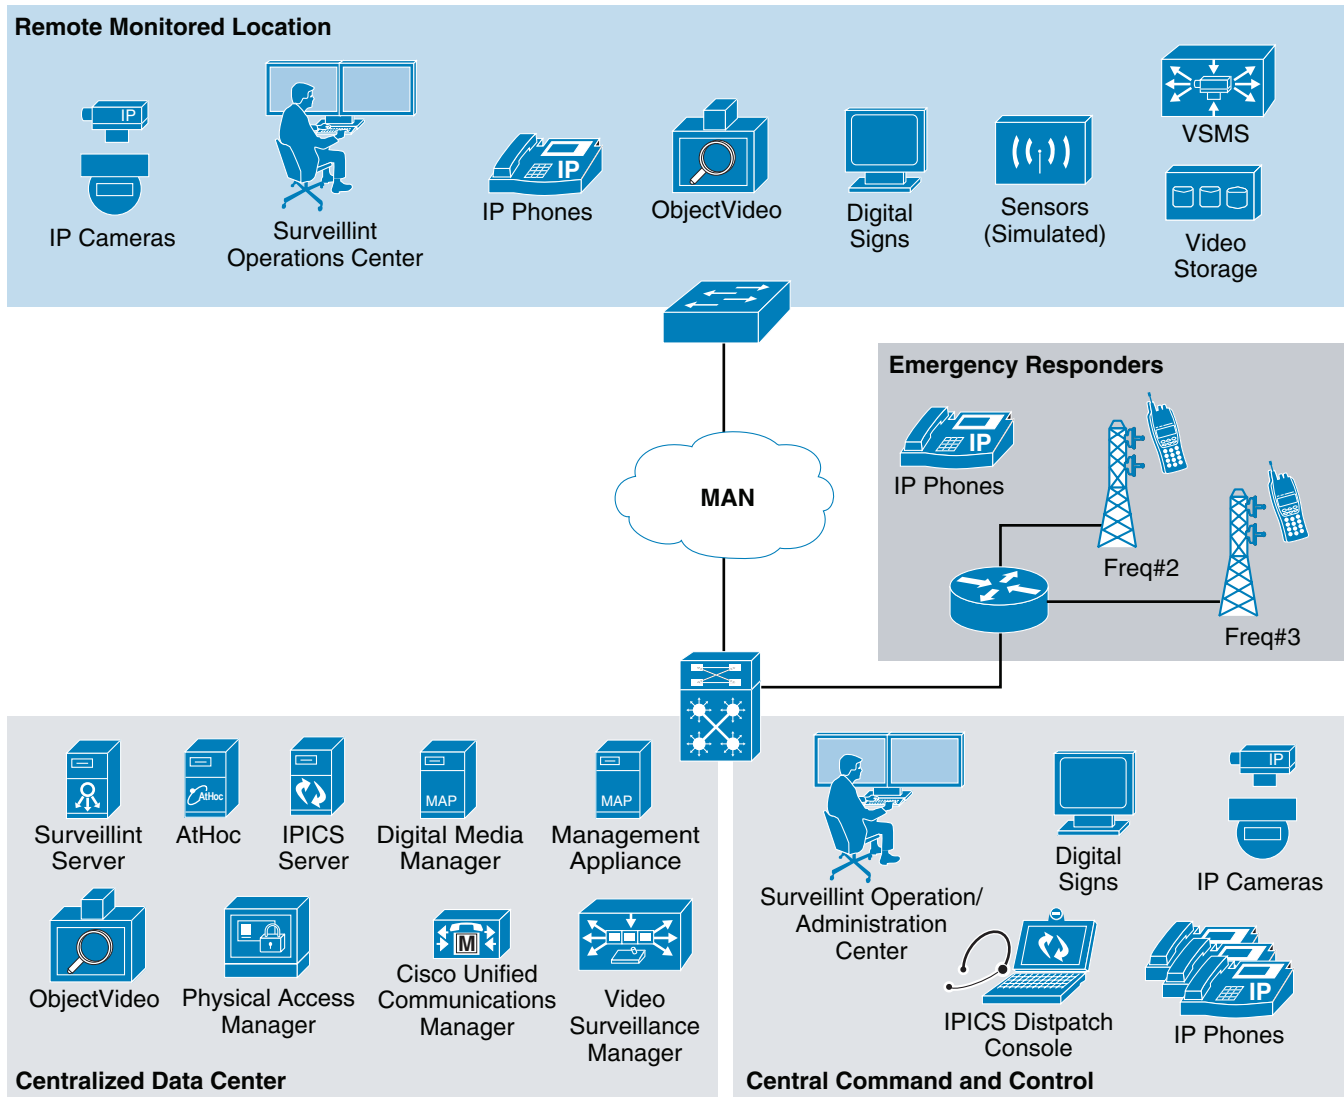 Remote Monitored Location
IP
IP Cameras
Surveillint
Operations Center
IP
IP Phones
ObjectVideo
Digital
Signs
Sensors
(Simulated)
VSMS
Video
Storage
MAN
Emergency Responders
IP
IP Phones
Freq#2
Freq#3
Surveillint
Server
AtHoc
AtHoc
IPICS
Server
MAP
Digital Media
Manager
MAP
Management
Appliance
ObjectVideo
Physical Access
Manager
M
Cisco Unified
Communications
Manager
Video
Surveillance
Manager
Centralized Data Center
Surveillint Operation/
Administration
Center
Digital
Signs
IP
IP Cameras
IPICS Distpatch
Console
IP
IP Phones
Central Command and Control